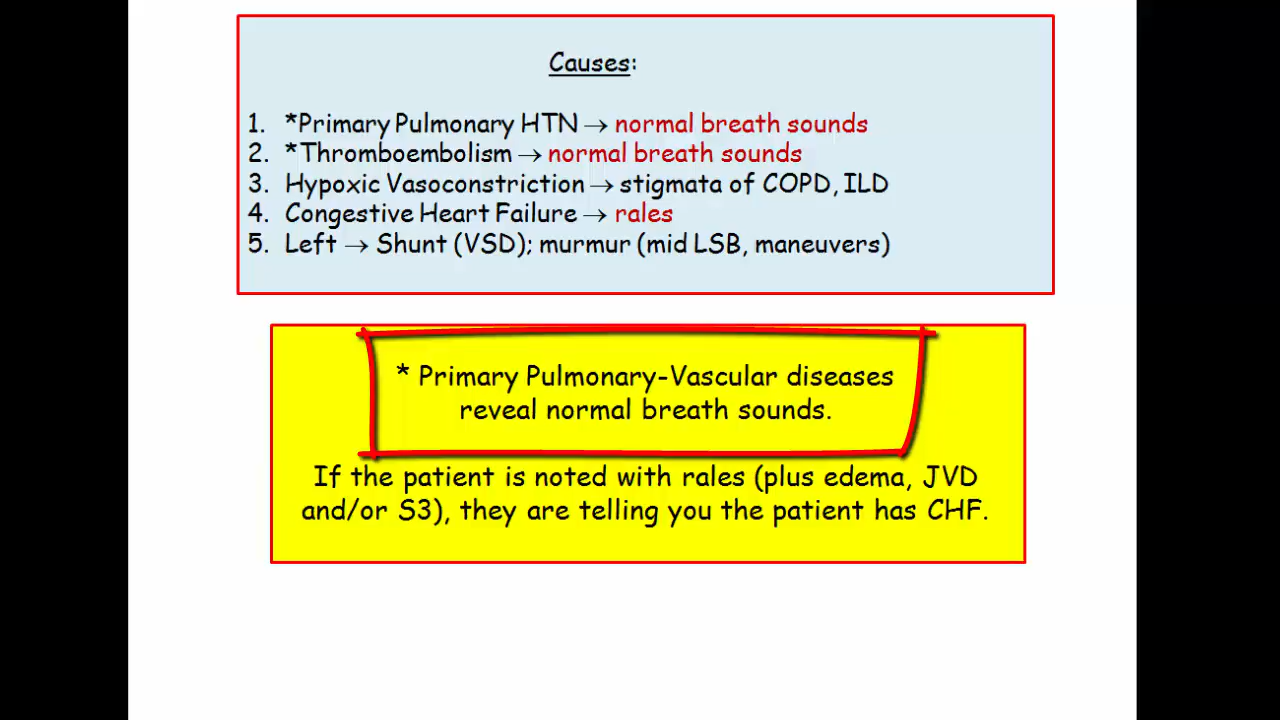 Causes:
1. *Primary Pulmonary HTN → normal breath sounds
2. *Thromboembolism → normal breath sounds
3. Hypoxic Vasoconstriction → stigmata of COPD, ILD
4. Congestive Heart Failure → rales
5. Left → Shunt (VSD); murmur (mid LSB, maneuvers)
* Primary Pulmonary-Vascular diseases
reveal normal breath sounds.
If the patient is noted with rales (plus edema, JVD
and/or S3), they are telling you the patient has CHF.